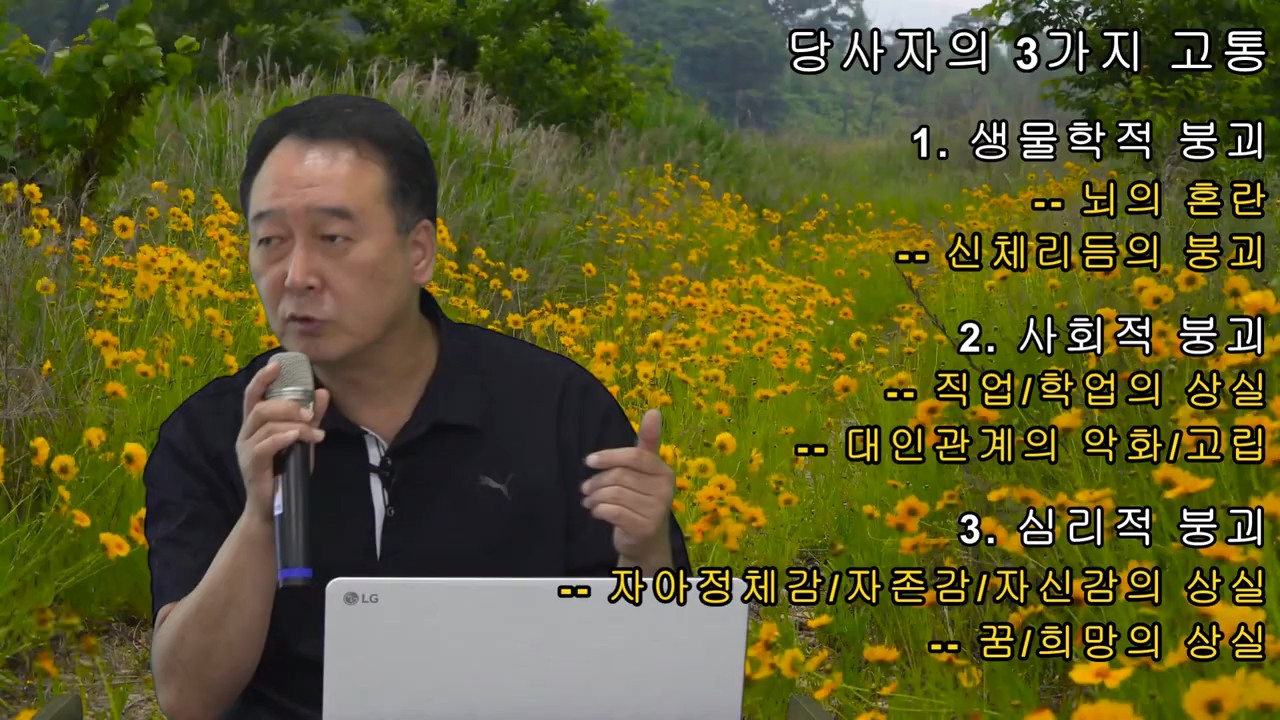 당사자의 3가지 고통
1. 생물학적 붕괴
-- 뇌의 혼란
-- 신체리듬의 붕괴
2. 사회적 붕괴
-- 직업/학업의 상실
-- 대인관계의 악화/고립
3. 심리적 붕괴
-- 자아정체감/자존감/자신감의 상실
-- 꿈/희망의 상실
LG